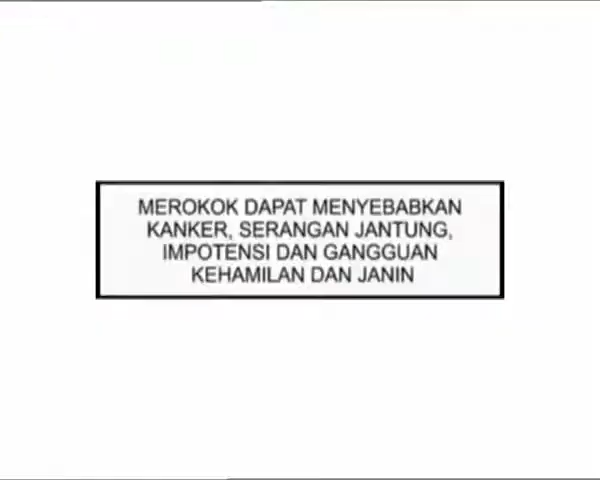 MEROKOK DAPAT MENYEBABKAN
KANKER, SERANGAN JANTUNG,
IMPOTENSI DAN GANGGUAN
KEHAMILAN DAN JANIN